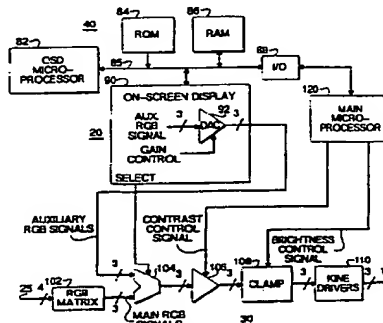 40
84
ROM
86
RAM
82
CSD
MICRO-
PROCESSOR
85
88
I/O
90
120
ON-SCREEN DISPLAY
3
92
3
AUX.
RGB
SIGNAL
DAC
20
GAIN
CONTROL
MAIN
MICRO-
PROCESSOR
SELECT
AUXILIARY
RGB SIGNALS
CONTRAST
CONTROL
SIGNAL
BRIGHTNESS
CONTROL
SIGNAL
3
104
3
106
3
108
CLAMP
3
110
KINE
DRIVERS
25
4
102
RGB
MATRIX
3
MAIN RGB
SIGNALS
30